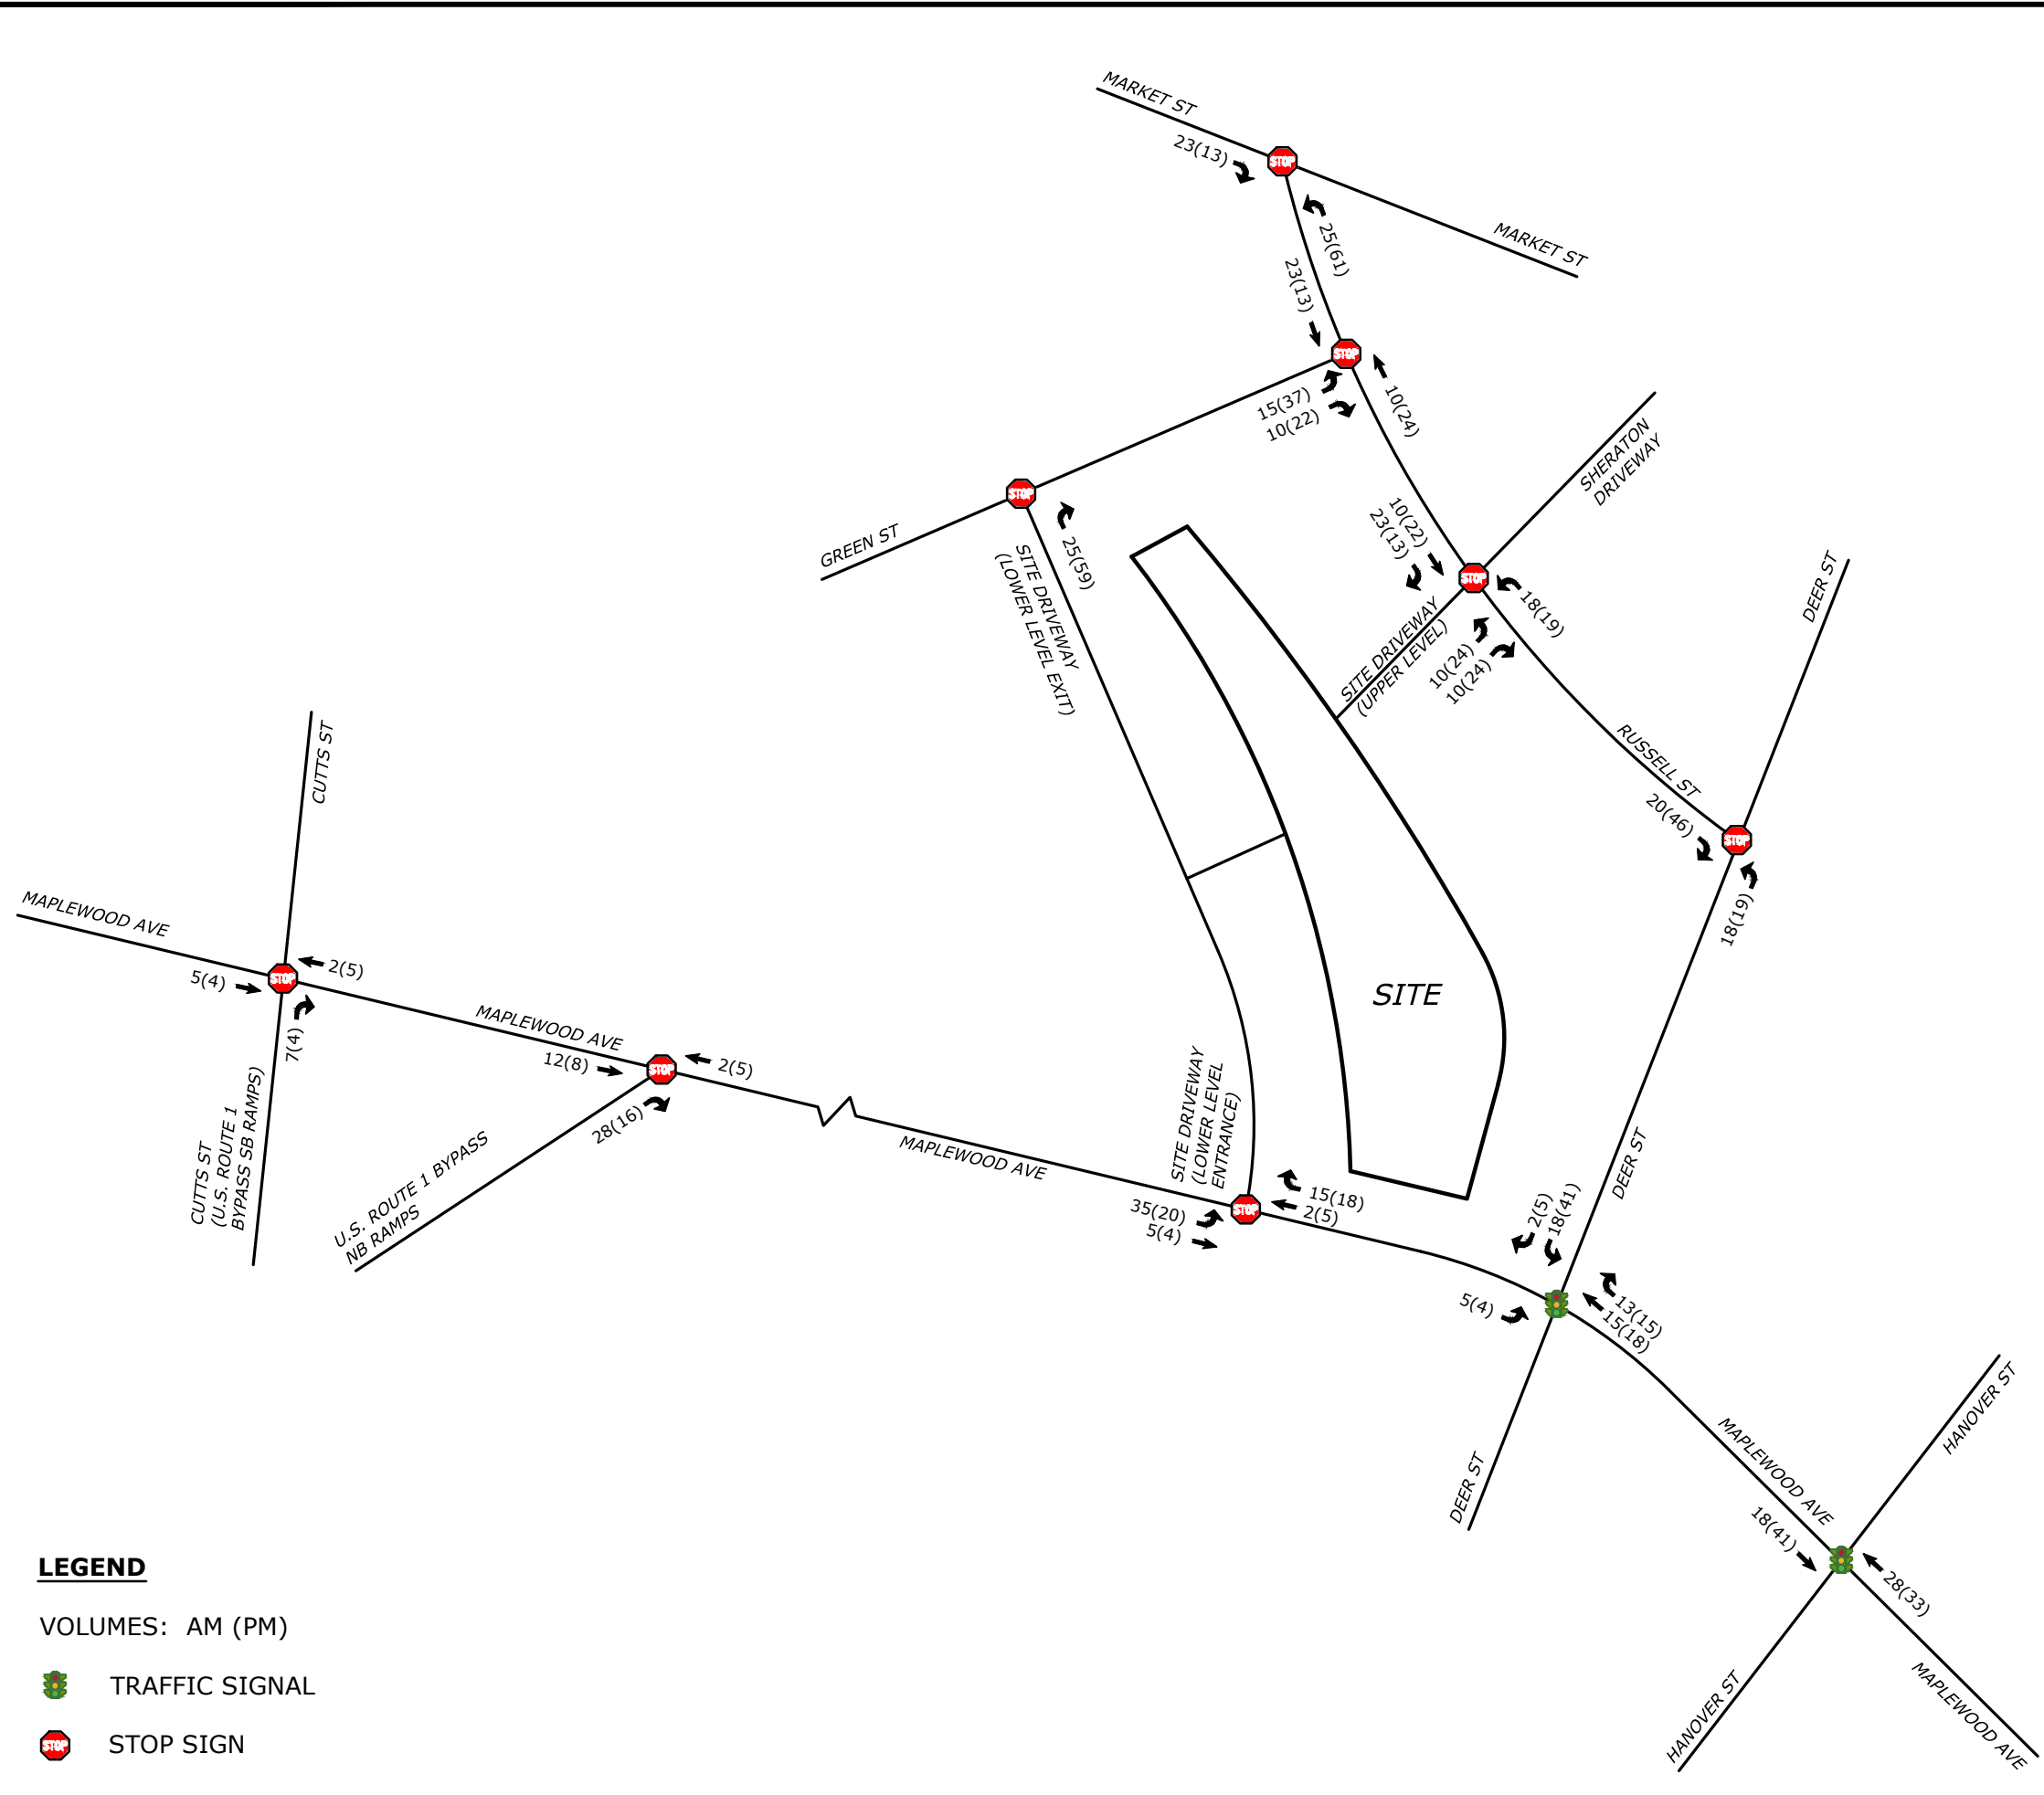 MARKET ST
23(13)
STOP
25(61)
MARKET ST
23(13)
STOP
15(37)
10(22)
10(24)
SHERATON
DRIVEWAY
STOP
GREEN ST
25(59)
SITE DRIVEWAY
(LOWER LEVEL EXIT)
10(22)
23(13)
STOP
18(19)
SITE DRIVEWAY
(UPPER LEVEL)
10(24)
10(24)
DEER ST
RUSSELL ST
20(46)
STOP
18(19)
CUTTS ST
MAPLEWOOD AVE
5(4)
STOP
2(5)
7(4)
CUTTS ST
(U.S. ROUTE 1
BYPASS SB RAMPS)
MAPLEWOOD AVE
12(8)
STOP
2(5)
28(16)
U.S. ROUTE 1 BYPASS
NB RAMPS
SITE
MAPLEWOOD AVE
SITE DRIVEWAY
(LOWER LEVEL
ENTRANCE)
35(20)
5(4)
STOP
15(18)
2(5)
DEER ST
2(5)
18(41)
5(4)
13(15)
15(18)
DEER ST
MAPLEWOOD AVE
HANOVER ST
18(41)
28(33)
HANOVER ST
MAPLEWOOD AVE
LEGEND
VOLUMES: AM (PM)
TRAFFIC SIGNAL
STOP
STOP SIGN